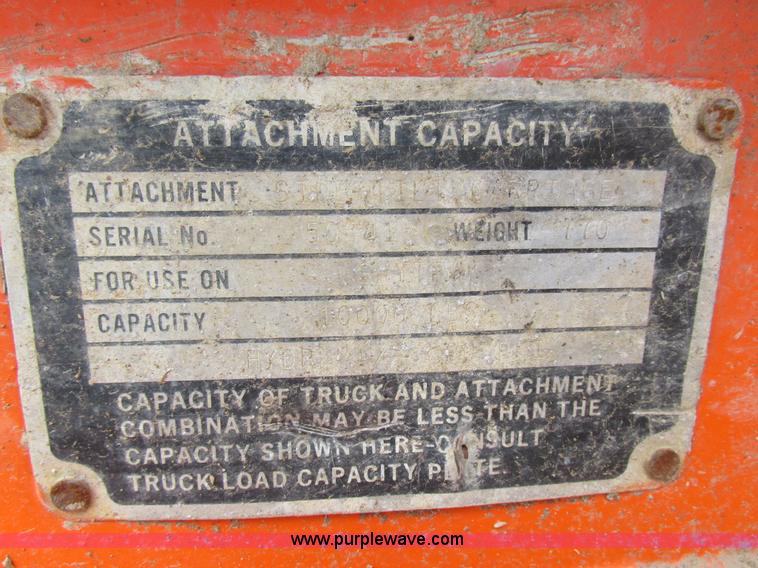 ATTACHMENT CAPACITY
ATTACHMENT
SERIAL No. WEIGHT 770
FOR USE ON
CAPACITY
CAPACITY OF TRUCK AND ATTACHMENT
COMBINATION MAY BE LESS THAN THE
CAPACITY SHOWN HERE-CONSULT
TRUCK LOAD CAPACITY PLATE.
www.purplewave.com